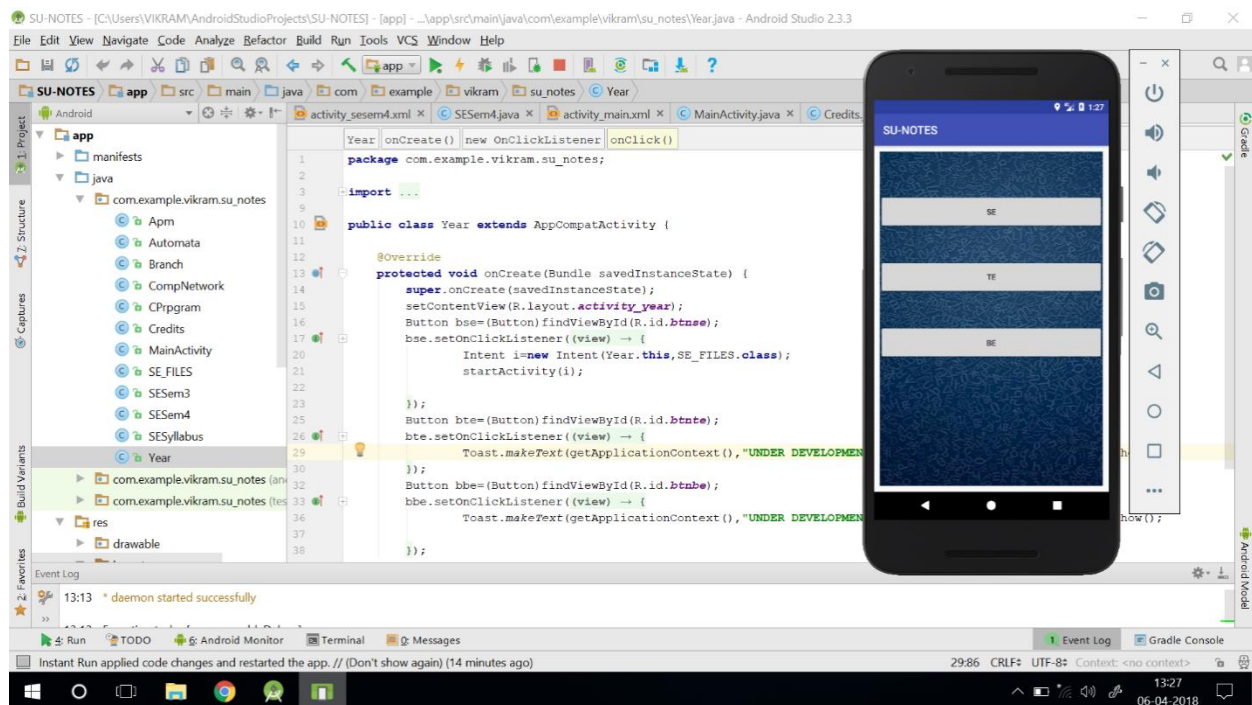 SU-NOTES - [C:\Users\VIKRAM\AndroidStudioProjects\SU-NOTES] - [app] - ...\app\src\main\java\com\example\vikram\su_notes\Year.java - Android Studio 2.3.3
File Edit View Navigate Code Analyze Refactor Build Run Tools VCS Window Help
app
SU-NOTES app src main java com example vikram su_notes Year
Android
activity_sesem4.xml SESem4.java activity_main.xml MainActivity.java Credits.
1: Project
7: Structure
Captures
Build Variants
2: Favorites
app
manifests
java
com.example.vikram.su_notes
Apm
Automata
Branch
CompNetwork
CPrpgram
Credits
MainActivity
SE_FILES
SESem3
SESem4
SESyllabus
Year
com.example.vikram.su_notes (an
com.example.vikram.su_notes (tes
res
drawable
Year onCreate() new OnClickListener onClick()
1 package com.example.vikram.su_notes;
2
3 import ...
9
10 public class Year extends AppCompatActivity {
11
12 @Override
13 protected void onCreate(Bundle savedInstanceState) {
14 super.onCreate(savedInstanceState);
15 setContentView(R.layout.activity_year);
16 Button bse=(Button)findViewById(R.id.btnse);
17 bse.setOnClickListener((view) → {
20 Intent i=new Intent(Year.this,SE_FILES.class);
21 startActivity(i);
22
23 });
25 Button bte=(Button)findViewById(R.id.btnte);
26 bte.setOnClickListener((view) → {
29 Toast.makeText(getApplicationContext(),"UNDER DEVELOPMEN
30 });
32 Button bbe=(Button)findViewById(R.id.btnbe);
33 bbe.setOnClickListener((view) → {
36 Toast.makeText(getApplicationContext(),"UNDER DEVELOPMEN how();
37
38 });
1:27
SU-NOTES
SE
TE
BE
Gradle
Android Model
Event Log
13:13 * daemon started successfully
4: Run TODO 6: Android Monitor Terminal 0: Messages 1 Event Log Gradle Console
Instant Run applied code changes and restarted the app. // (Don't show again) (14 minutes ago) 29:86 CRLF UTF-8 Context: <no context>
13:27
06-04-2018